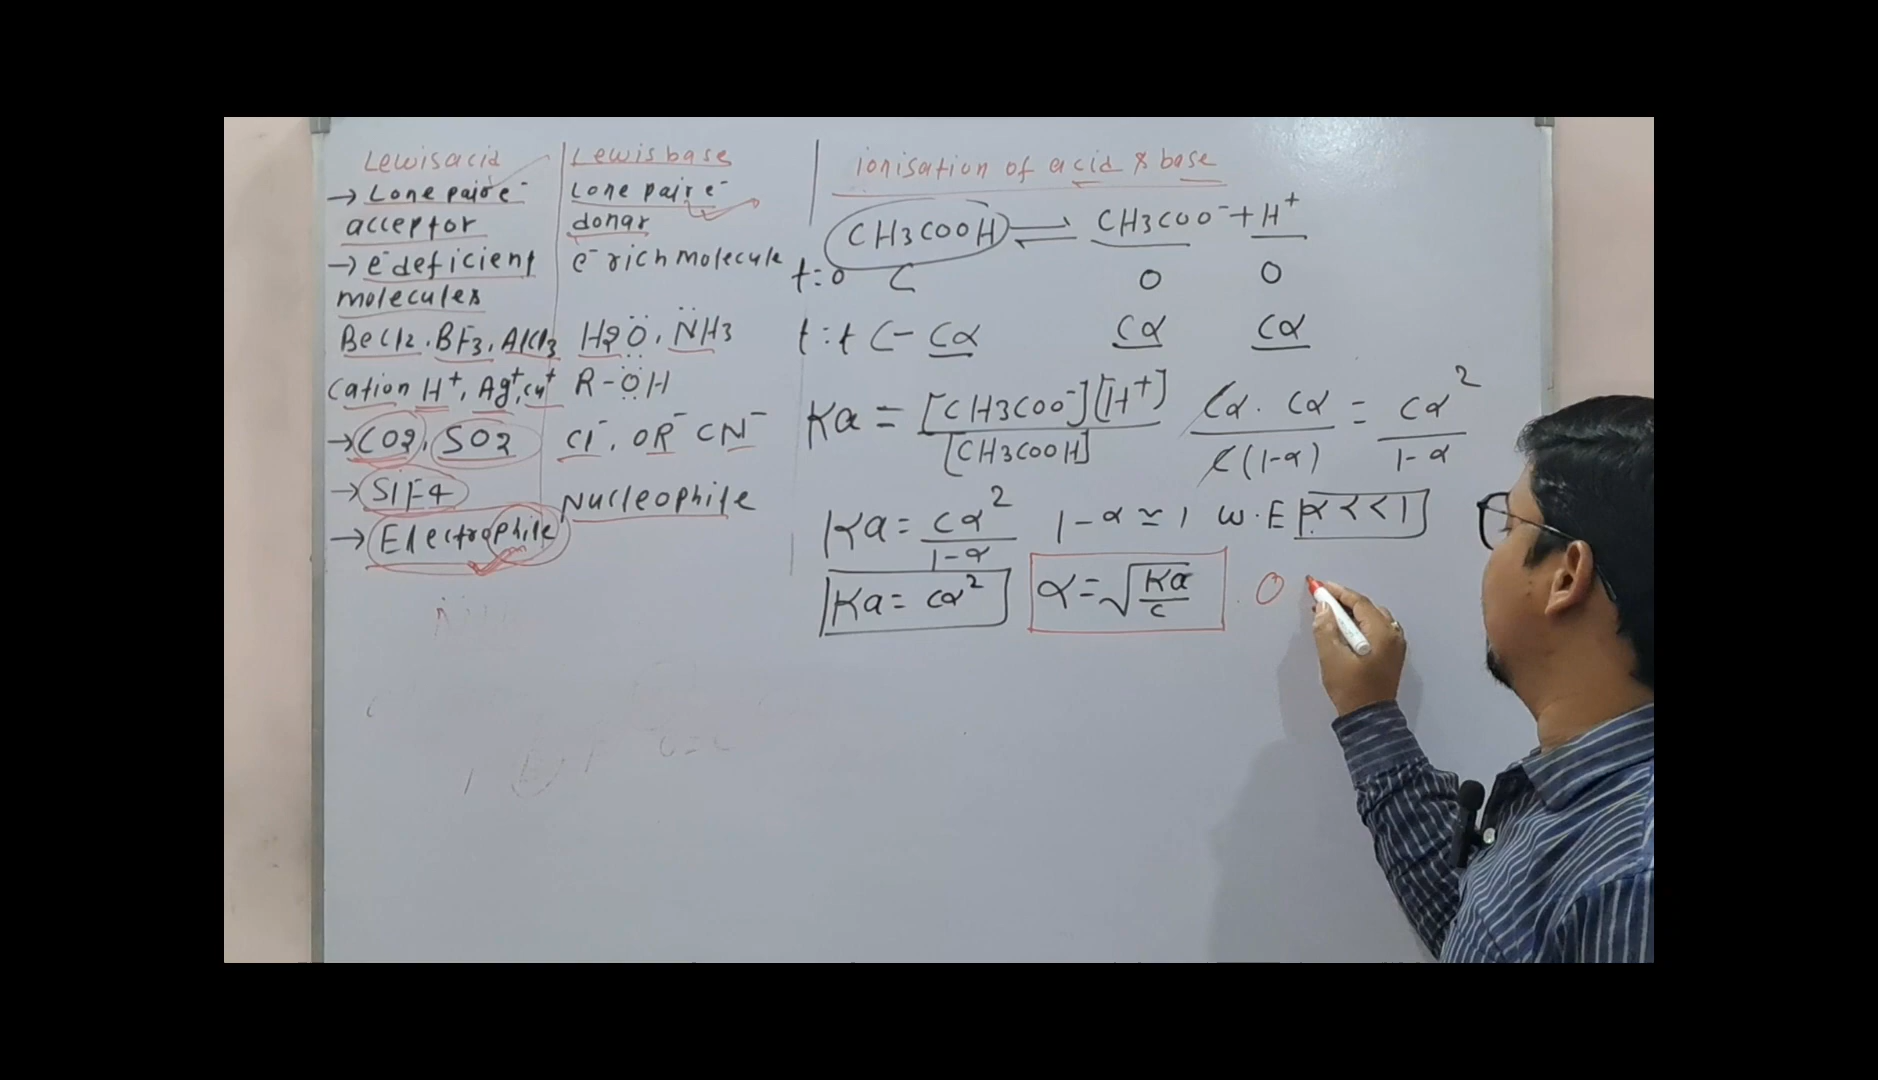 Lewis acid
→ Lone pair e⁻
acceptor
→ e⁻ deficient
molecules
BeCl2, BF3, AlCl3
Cation H⁺, Ag⁺, Cu⁺
→ CO2, SO2
→ SiF4
→ Electrophile
Lewis base
Lone pair e⁻
donar
e⁻ rich molecule
H2O, NH3
R-OH
Cl⁻, OR⁻ CN⁻
Nucleophile
ionisation of acid & base
CH3COOH ⇌ CH3COO⁻ + H⁺
t:0 C 0 0
t:t C-Cα Cα Cα
Ka = [CH3COO⁻][H⁺] / [CH3COOH] Cα. Cα / C(1-α) = Cα² / 1-α
Ka = Cα² / 1-α 1-α ≃ 1 W.E α<<1
Ka = Cα² α = √Ka/C . O